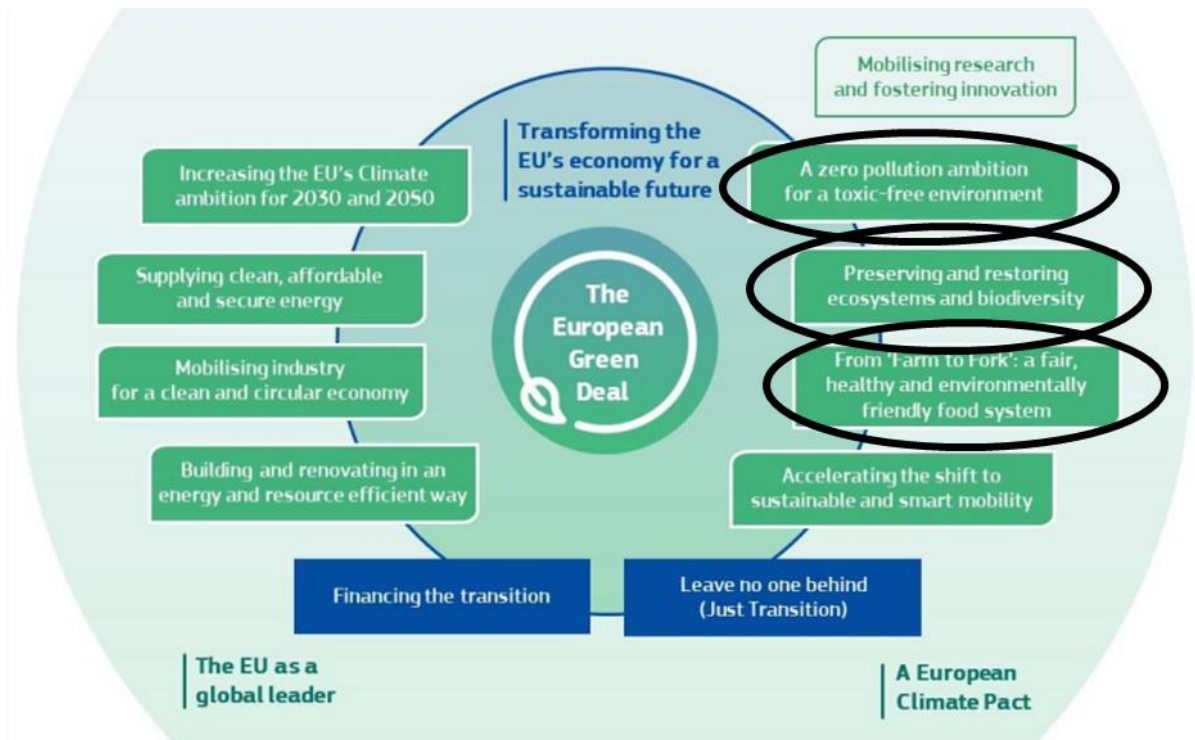 Mobilising research
and fostering innovation
Transforming the
EU's economy for a
sustainable future
Increasing the EU's Climate
ambition for 2030 and 2050
Supplying clean, affordable
and secure energy
Mobilising industry
for a clean and circular economy
Building and renovating in an
energy and resource efficient way
The
European
Green
Deal
A zero pollution ambition
for a toxic-free environment
Preserving and restoring
ecosystems and biodiversity
From 'Farm to Fork': a fair,
healthy and environmentally
friendly food system
Accelerating the shift to
sustainable and smart mobility
Financing the transition
Leave no one behind
(Just Transition)
The EU as a
global leader
A European
Climate Pact